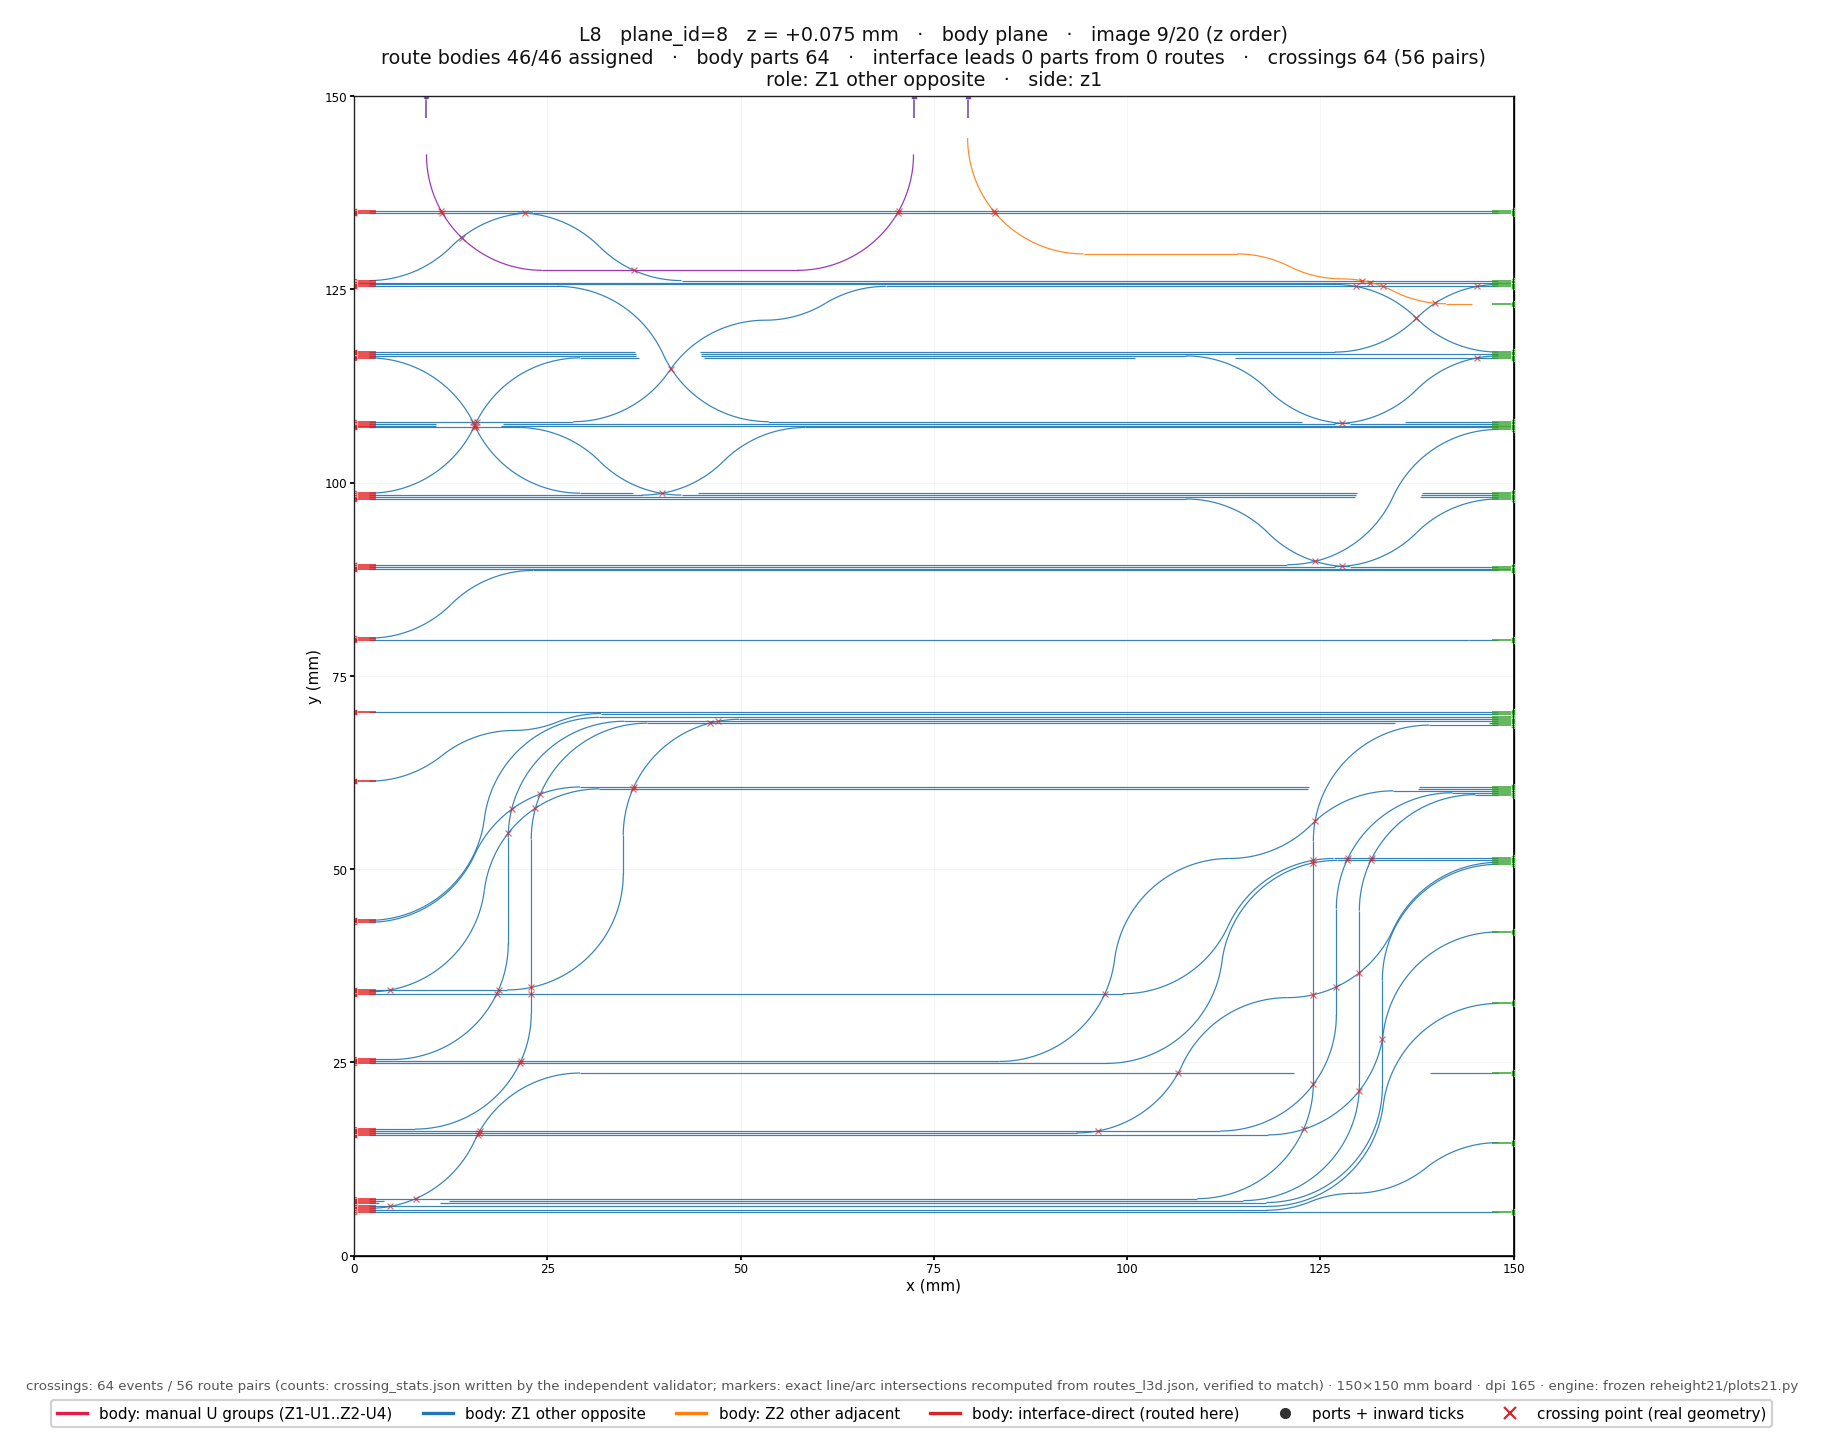 L8 plane_id=8 z = +0.075 mm · body plane · image 9/20 (z order)
route bodies 46/46 assigned · body parts 64 · interface leads 0 parts from 0 routes · crossings 64 (56 pairs)
role: Z1 other opposite · side: z1
150
125
100
75
50
25
0
y (mm)
0 25 50 75 100 125 150
x (mm)
crossings: 64 events / 56 route pairs (counts: crossing_stats.json written by the independent validator; markers: exact line/arc intersections recomputed from routes_l3d.json, verified to match) · 150×150 mm board · dpi 165 · engine: frozen reheight21/plots21.py
body: manual U groups (Z1-U1..Z2-U4) body: Z1 other opposite body: Z2 other adjacent body: interface-direct (routed here) ports + inward ticks crossing point (real geometry)